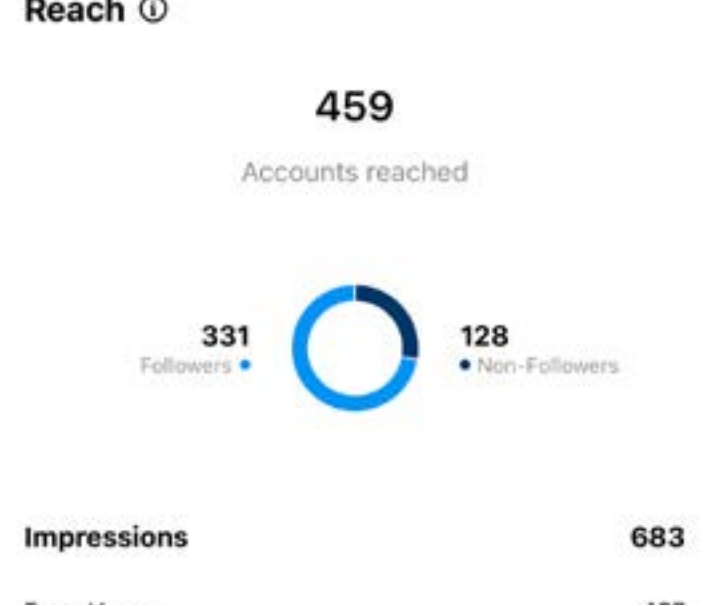 Reach
459
Accounts reached
331 128
Followers Non-Followers
Impressions 683